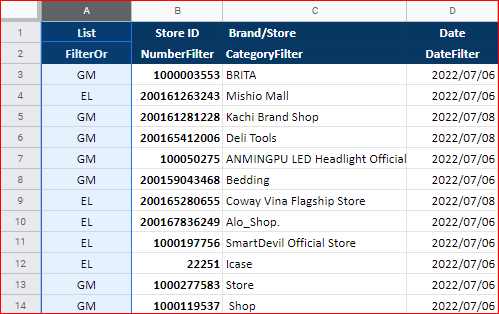 A B C D
1 List Store ID Brand/Store Date
2 FilterOr NumberFilter CategoryFilter DateFilter
3 GM 1000003553 BRITA 2022/07/06
4 EL 200161263243 Mishio Mall 2022/07/06
5 GM 200161281228 Kachi Brand Shop 2022/07/08
6 GM 200165412006 Deli Tools 2022/07/08
7 GM 100050275 ANMINGPU LED Headlight Official 2022/07/06
8 GM 200159043468 Bedding 2022/07/06
9 EL 200165280655 Coway Vina Flagship Store 2022/07/08
10 EL 200167836249 Alo_Shop. 2022/07/06
11 EL 1000197756 SmartDevil Official Store 2022/07/06
12 EL 22251 Icase 2022/07/06
13 GM 1000277583 Store 2022/07/06
14 GM 1000119537 Shop 2022/07/06